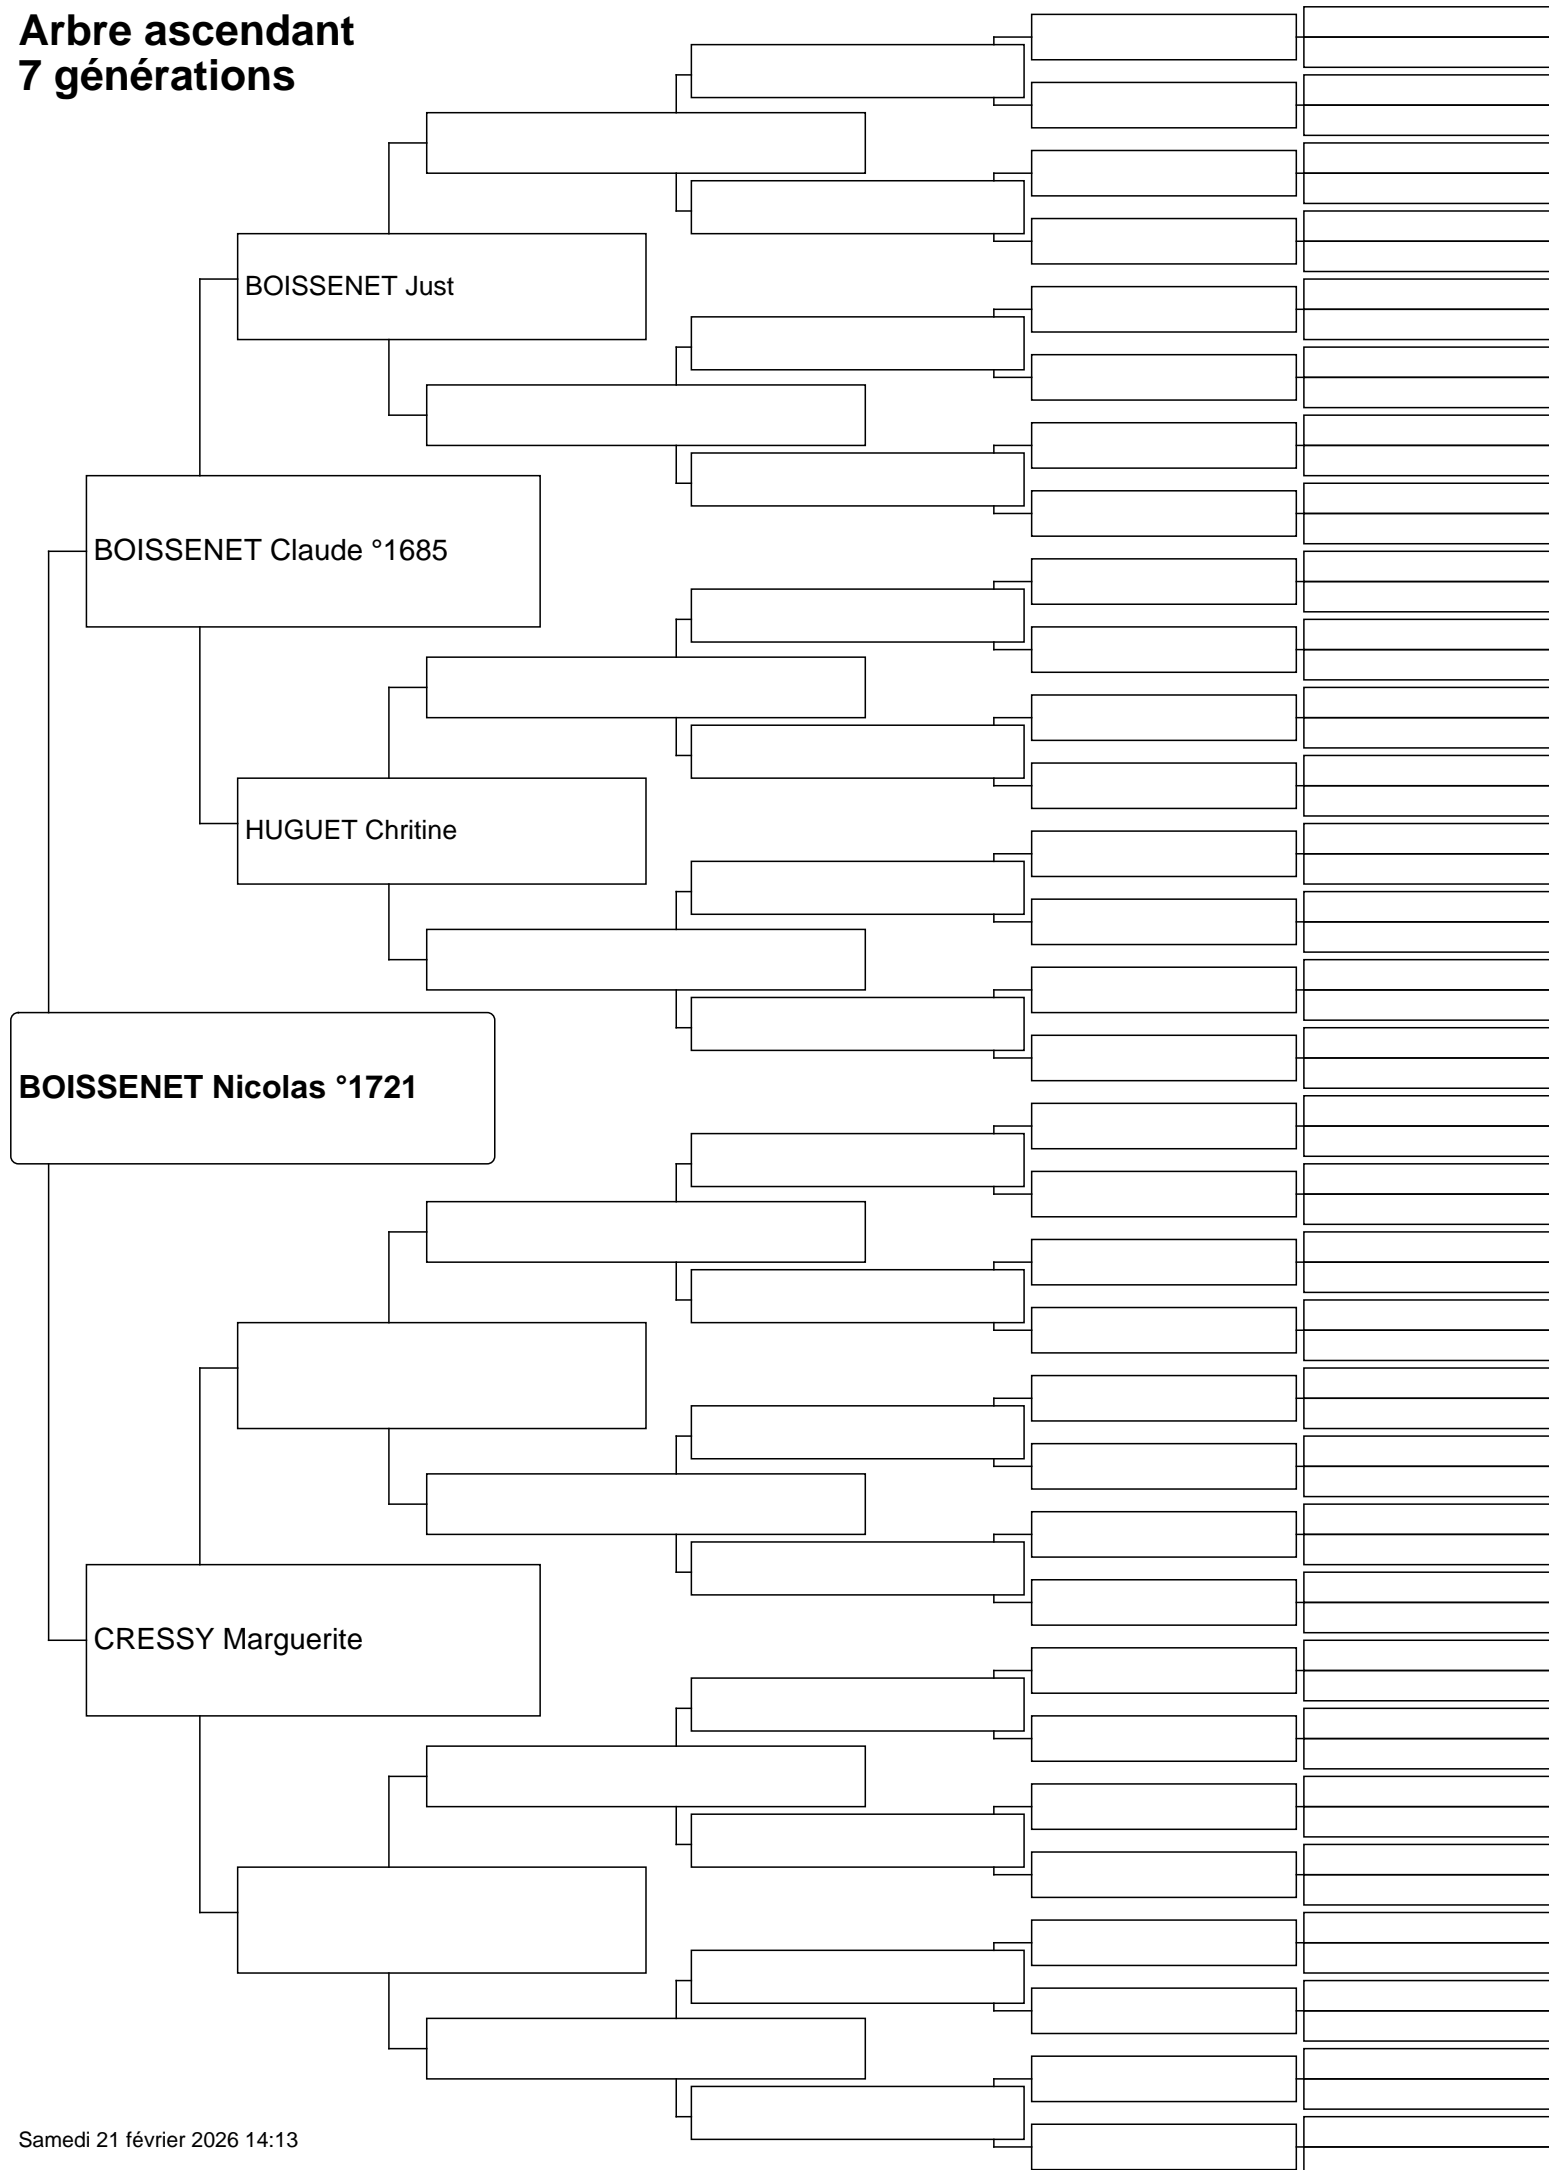 Arbre ascendant
7 générations
BOISSENET Just
BOISSENET Claude °1685
HUGUET Chritine
BOISSENET Nicolas °1721
CRESSY Marguerite
Samedi 21 février 2026 14:13